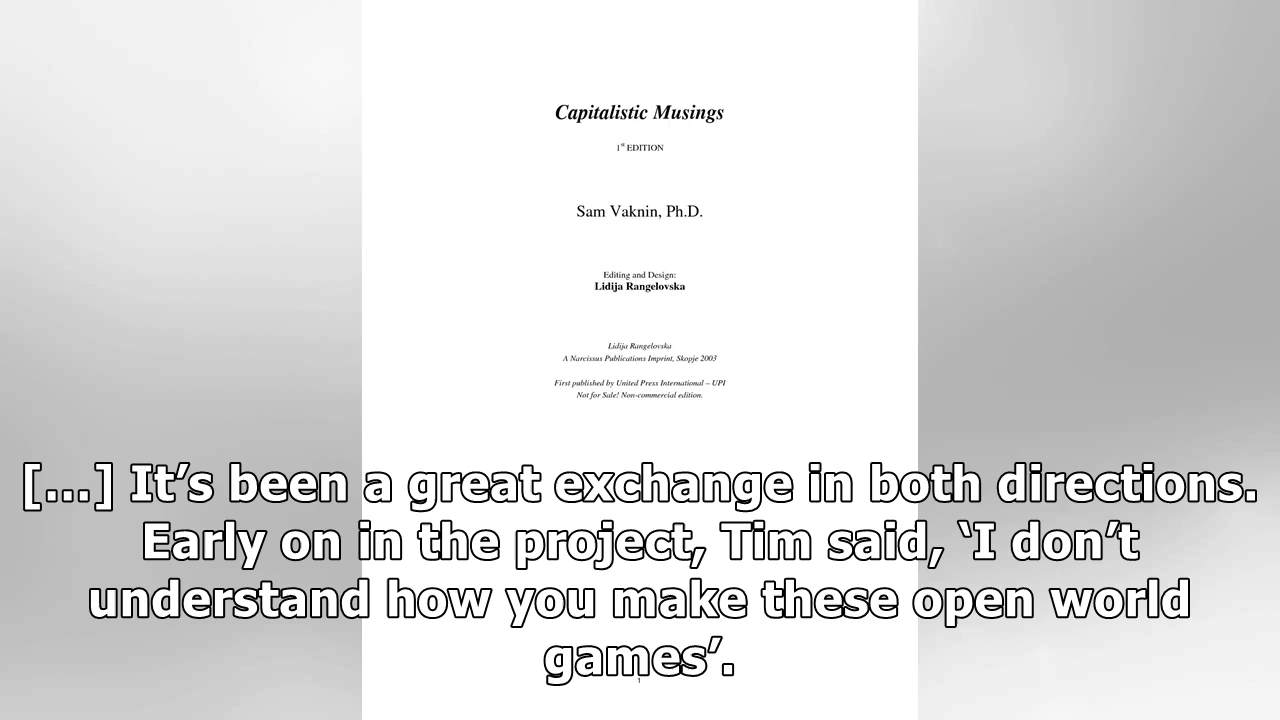 Capitalistic Musings
1st EDITION
Sam Vaknin, Ph.D.
Editing and Design:
Lidija Rangelovska
Lidija Rangelovska
A Narcissus Publications Imprint, Skopje 2003
First published by United Press International – UPI
Not for Sale! Non-commercial edition.
[...] It’s been a great exchange in both directions.
Early on in the project, Tim said, ‘I don’t
understand how you make these open world
games’.
1